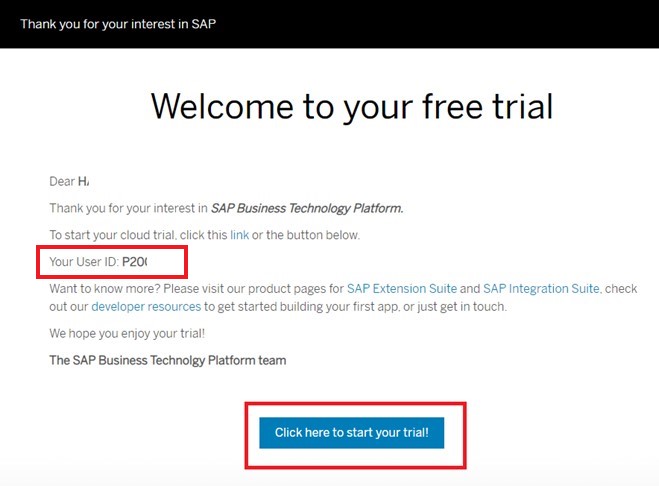 Thank you for your interest in SAP
Welcome to your free trial
Dear H
Thank you for your interest in SAP Business Technology Platform.
To start your cloud trial, click this link or the button below.
Your User ID: P200
Want to know more? Please visit our product pages for SAP Extension Suite and SAP Integration Suite, check
out our developer resources to get started building your first app, or just get in touch.
We hope you enjoy your trial!
The SAP Business Technolgy Platform team
Click here to start your trial!